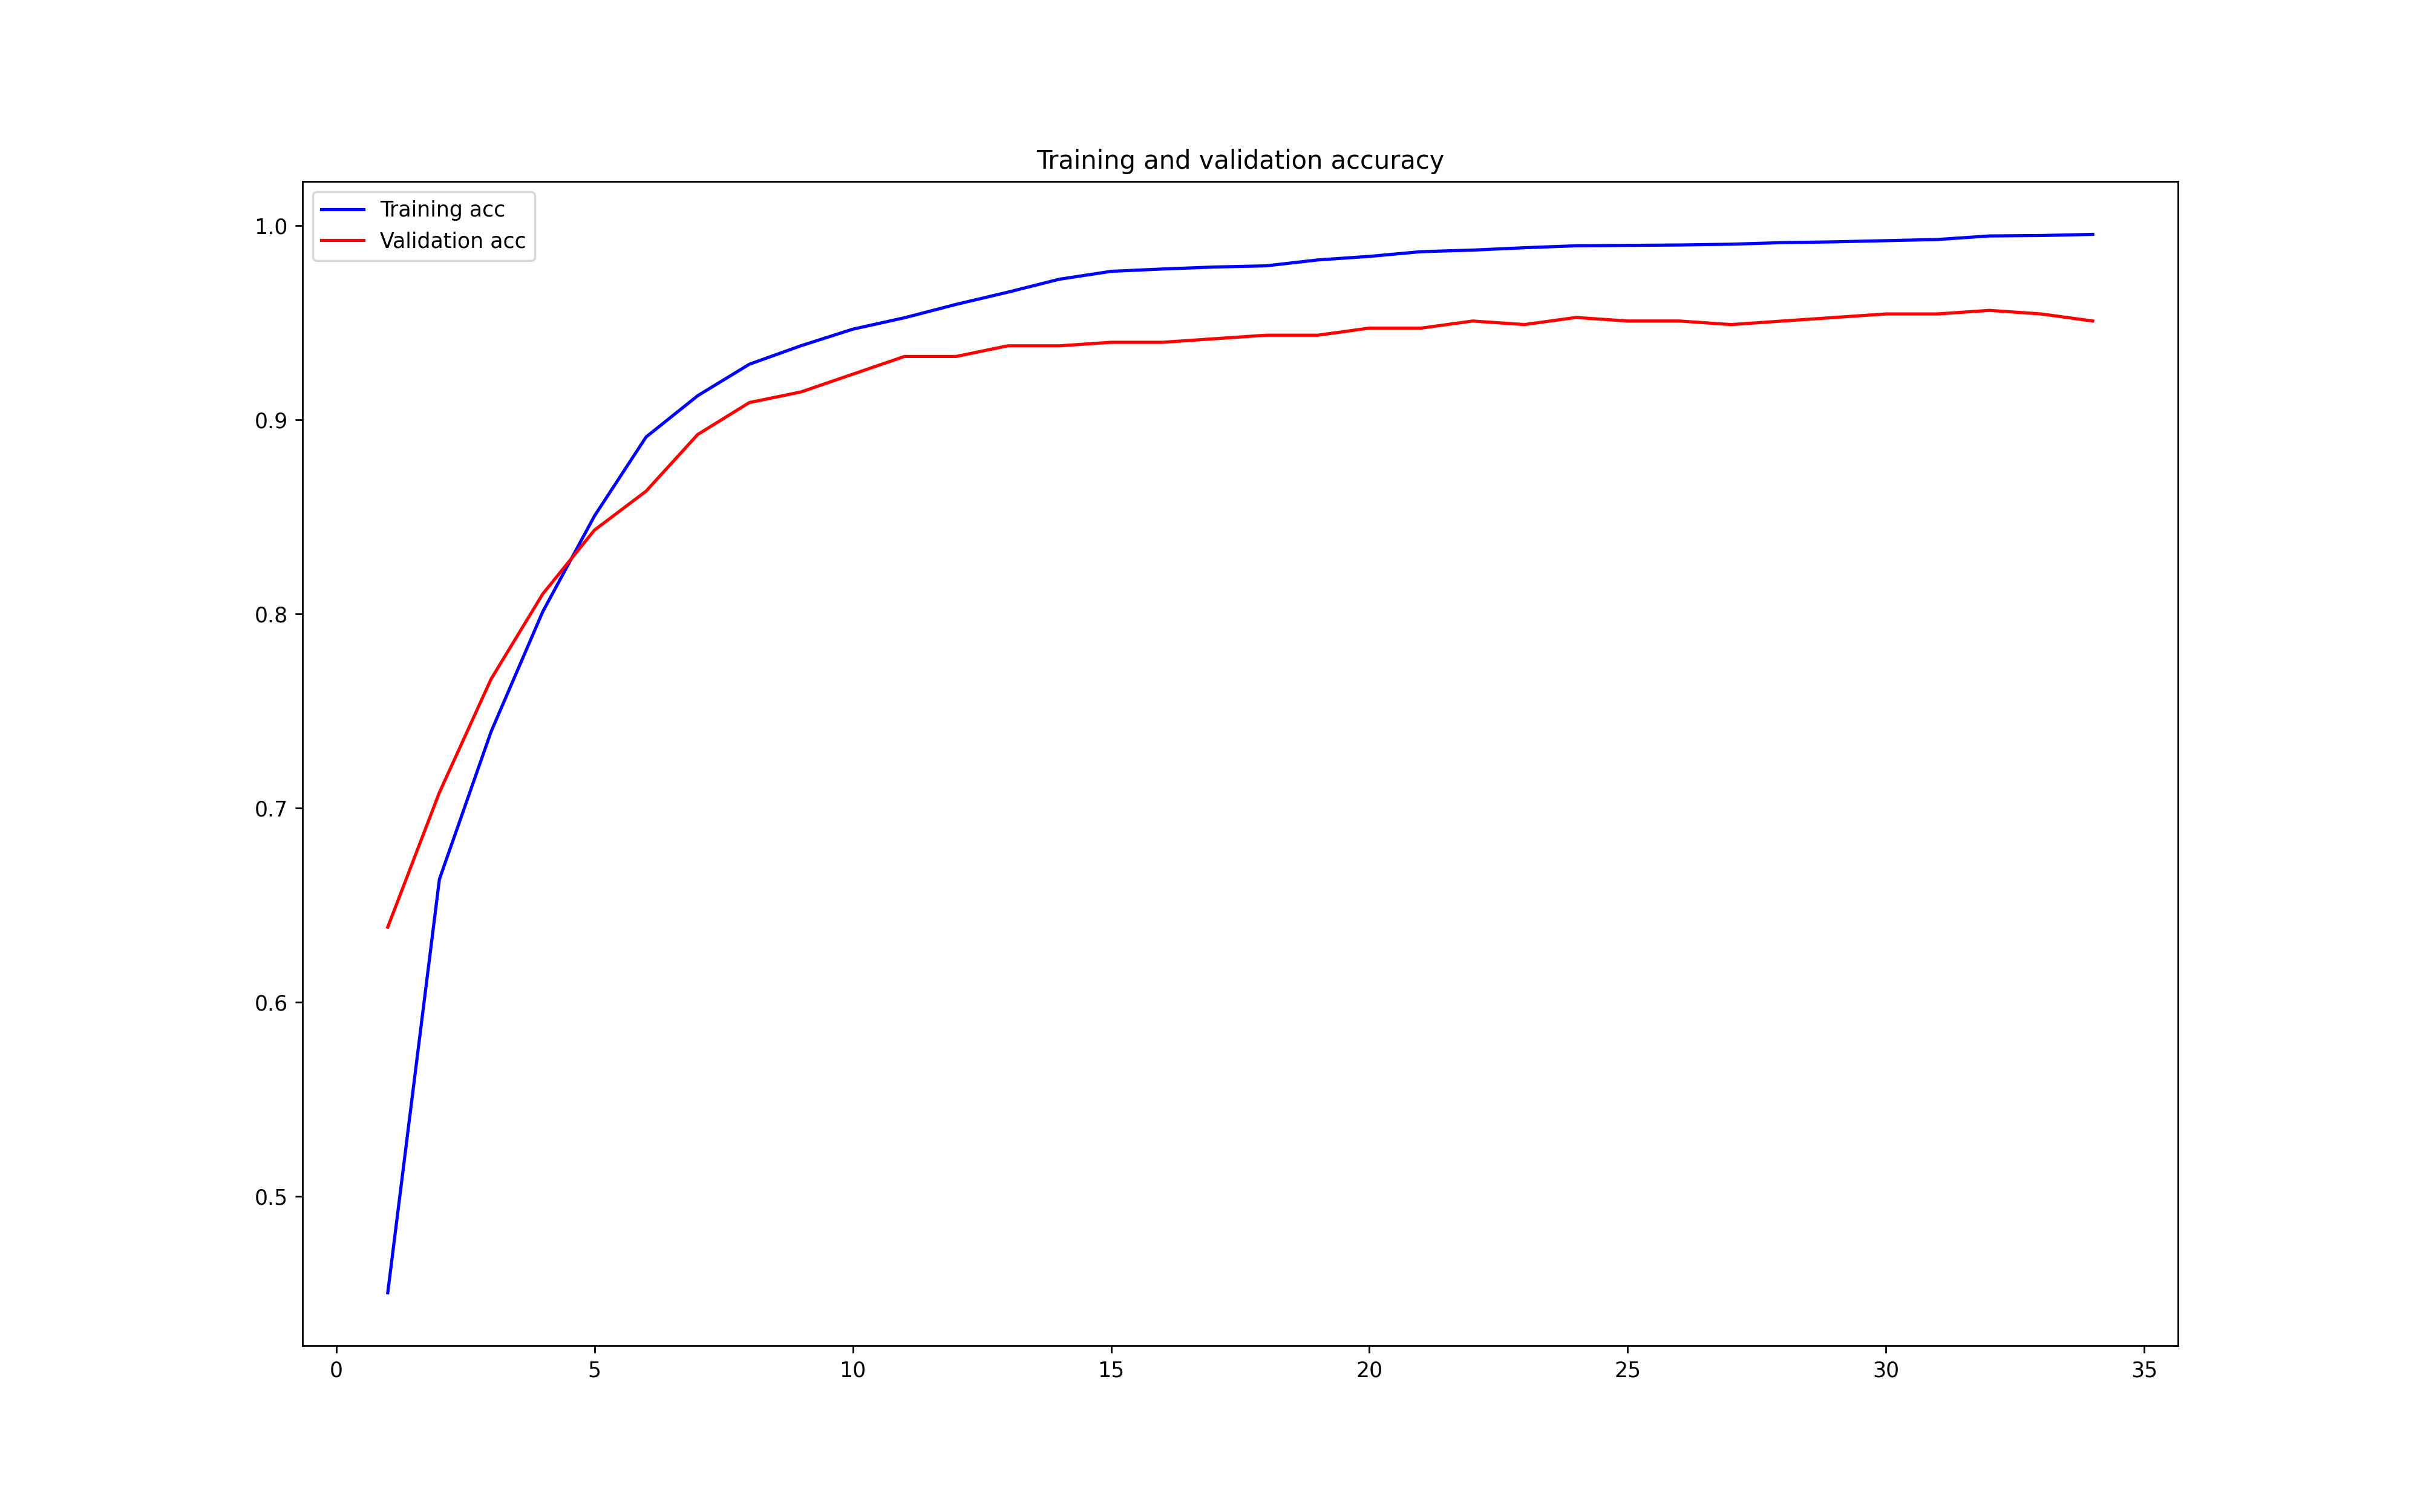 Training and validation accuracy
Training acc
Validation acc
1.0
0.9
0.8
0.7
0.6
0.5
0 5 10 15 20 25 30 35